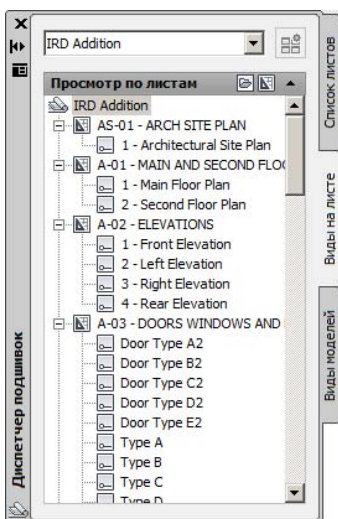 IRD Addition
Просмотр по листам
IRD Addition
AS-01 - ARCH SITE PLAN
1 - Architectural Site Plan
A-01 - MAIN AND SECOND FLO
1 - Main Floor Plan
2 - Second Floor Plan
A-02 - ELEVATIONS
1 - Front Elevation
2 - Left Elevation
3 - Right Elevation
4 - Rear Elevation
A-03 - DOORS WINDOWS AND
Door Type A2
Door Type B2
Door Type C2
Door Type D2
Door Type E2
Type A
Type B
Type C
Type D
Список листов
Виды на листе
Виды моделей
Диспетчер подшивок